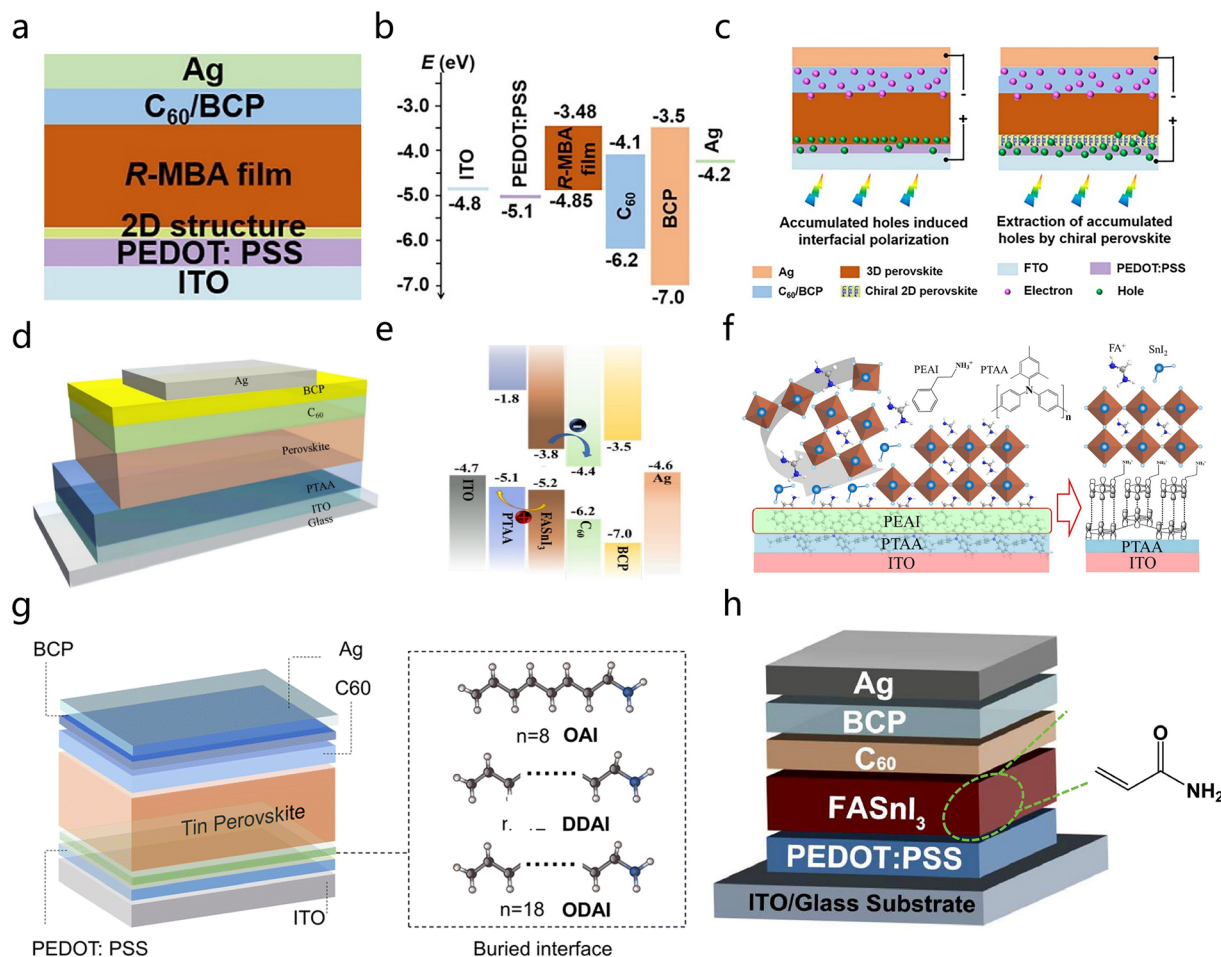 a
Ag
C₆₀/BCP
R-MBA film
2D structure
PEDOT: PSS
ITO
b
E (eV)
-3.0
-4.0
-5.0
-6.0
-7.0
ITO
-4.8
PEDOT:PSS
-5.1
-3.48
R-MBA
film
-4.85
-4.1
C₆₀
-6.2
-3.5
BCP
-7.0
Ag
-4.2
c
-
+
-
+
Accumulated holes induced
interfacial polarization
Extraction of accumulated
holes by chiral perovskite
Ag
3D perovskite
FTO
PEDOT:PSS
C₆₀/BCP
Chiral 2D perovskite
Electron
Hole
d
Ag
BCP
C₆₀
Perovskite
PTAA
ITO
Glass
e
-1.8
-3.8
-4.4
-3.5
-4.7
-5.1
-5.2
-4.6
-6.2
-7.0
ITO
PTAA
FASnI₃
C₆₀
BCP
Ag
f
PEAI
NH₃⁺
PTAA
N
n
FA⁺
SnI₂
NH₃⁺
NH₃⁺
NH₃⁺
PEAI
PTAA
ITO
PTAA
ITO
g
BCP
Ag
C60
Tin Perovskite
ITO
PEDOT: PSS
n=8 OAI
DDAI
n=18 ODAI
Buried interface
h
Ag
BCP
C₆₀
FASnI₃
PEDOT:PSS
ITO/Glass Substrate
O
NH₂